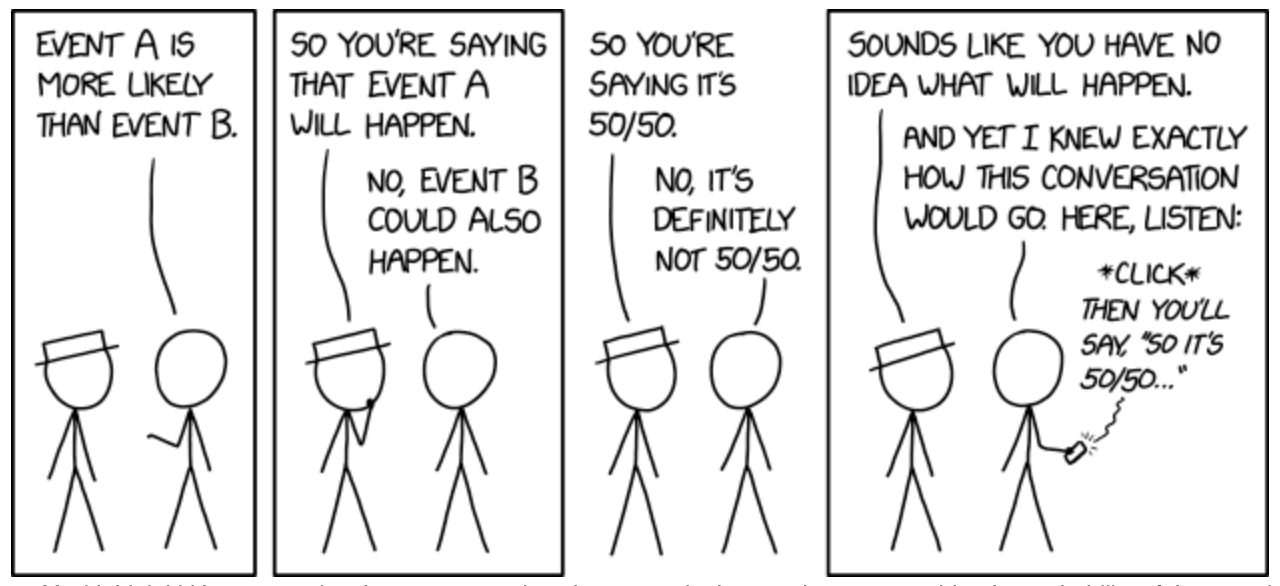 EVENT A IS
MORE LIKELY
THAN EVENT B.
SO YOU'RE SAYING
THAT EVENT A
WILL HAPPEN.
NO, EVENT B
COULD ALSO
HAPPEN.
SO YOU'RE
SAYING IT'S
50/50.
NO, IT'S
DEFINITELY
NOT 50/50.
SOUNDS LIKE YOU HAVE NO
IDEA WHAT WILL HAPPEN.
AND YET I KNEW EXACTLY
HOW THIS CONVERSATION
WOULD GO. HERE, LISTEN:
*CLICK*
THEN YOU'LL
SAY, "SO IT'S
50/50..."